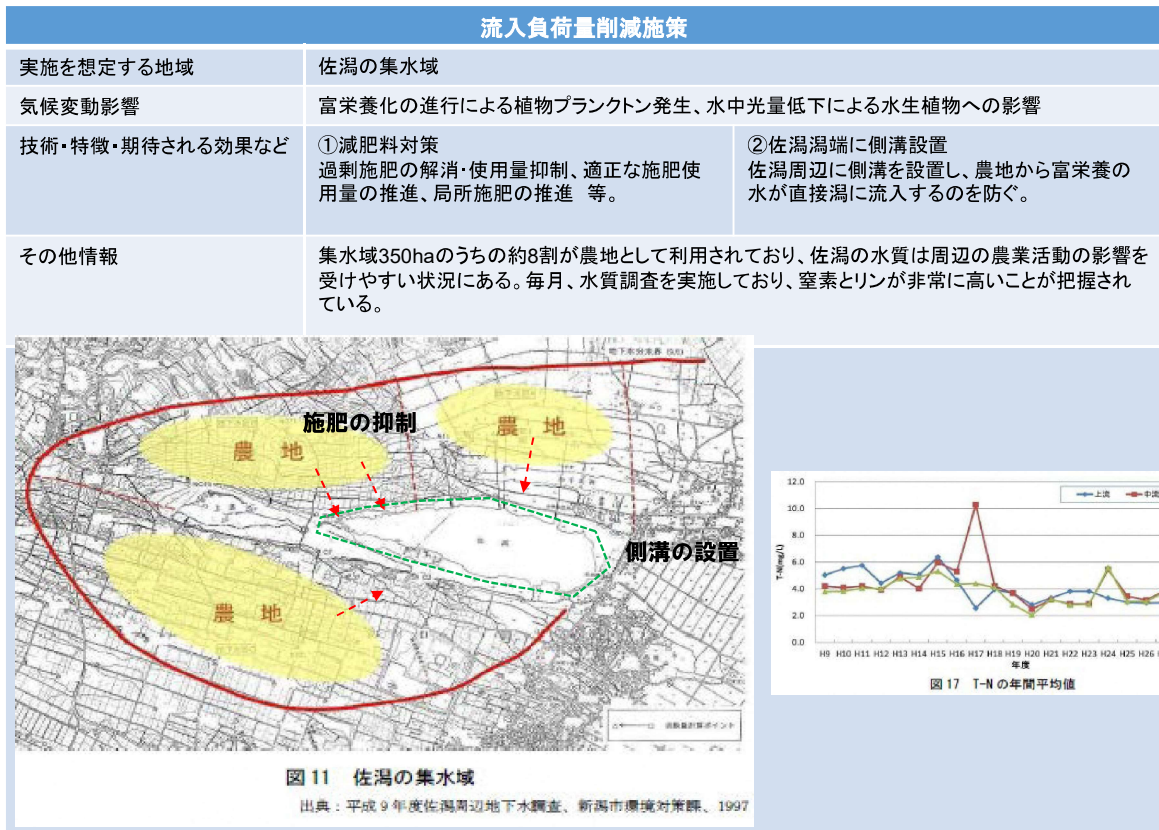 流入負荷量削減施策
実施を想定する地域
佐潟の集水域
気候変動影響
富栄養化の進行による植物プランクトン発生、水中光量低下による水生植物への影響
技術・特徴・期待される効果など
①減肥料対策
過剰施肥の解消・使用量抑制、適正な施肥使
用量の推進、局所施肥の推進　等。
②佐潟潟端に側溝設置
佐潟周辺に側溝を設置し、農地から富栄養の
水が直接潟に流入するのを防ぐ。
その他情報
集水域350haのうちの約8割が農地として利用されており、佐潟の水質は周辺の農業活動の影響を
受けやすい状況にある。毎月、水質調査を実施しており、窒素とリンが非常に高いことが把握され
ている。
施肥の抑制
農　地
農　地
側溝の設置
農　地
図 11　佐潟の集水域
出典：平成９年度佐潟周辺地下水調査、新潟市環境対策課、1997
上流
中流
T-N(mg/L)
12.0
10.0
8.0
6.0
4.0
2.0
0.0
H9 H10 H11 H12 H13 H14 H15 H16 H17 H18 H19 H20 H21 H22 H23 H24 H25 H26
年度
図 17　T-N の年間平均値